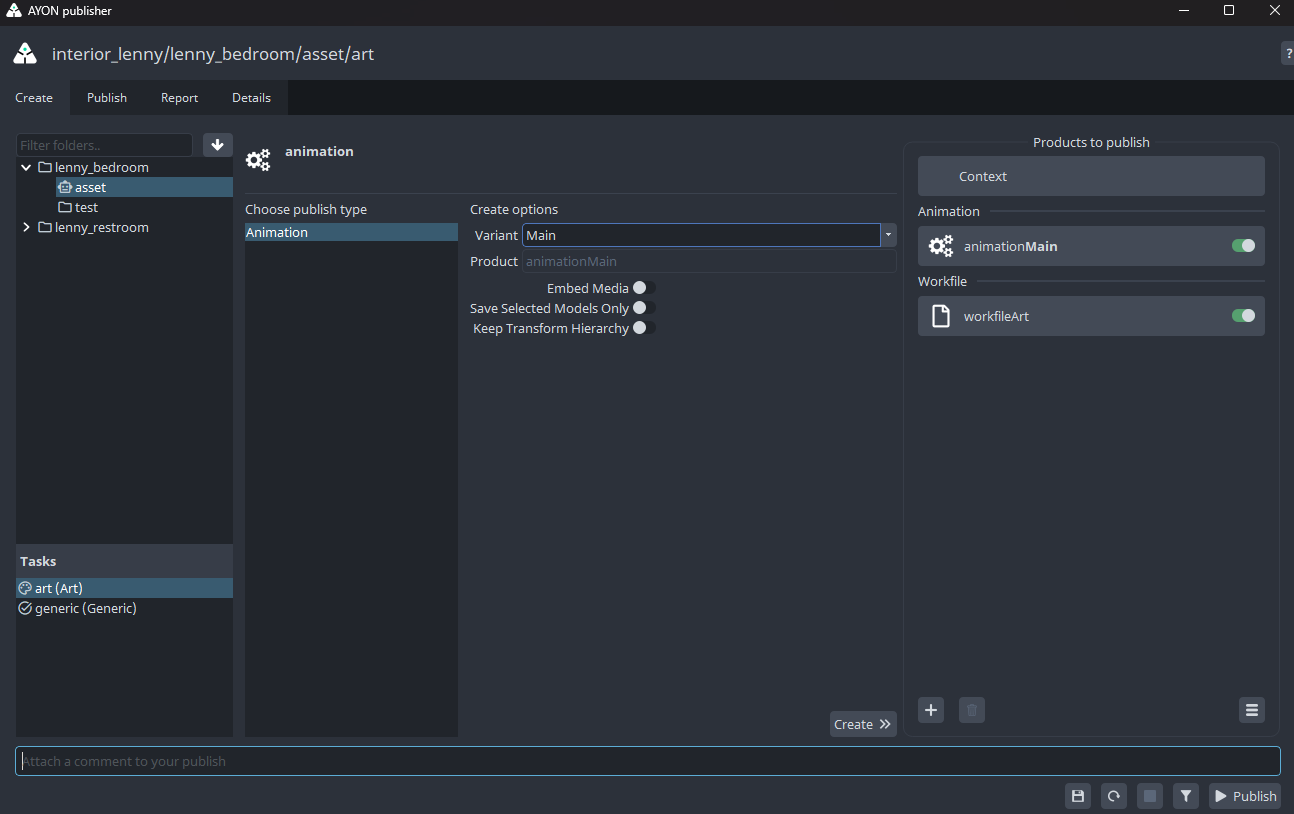 AYON publisher
interior_lenny/lenny_bedroom/asset/art
?
Create
Publish
Report
Details
Filter folders..
lenny_bedroom
asset
test
lenny_restroom
Tasks
art (Art)
generic (Generic)
animation
Choose publish type
Animation
Create options
Variant
Main
Product
animationMain
Embed Media
Save Selected Models Only
Keep Transform Hierarchy
Create
Products to publish
Context
Animation
animationMain
Workfile
workfileArt
Attach a comment to your publish
Publish